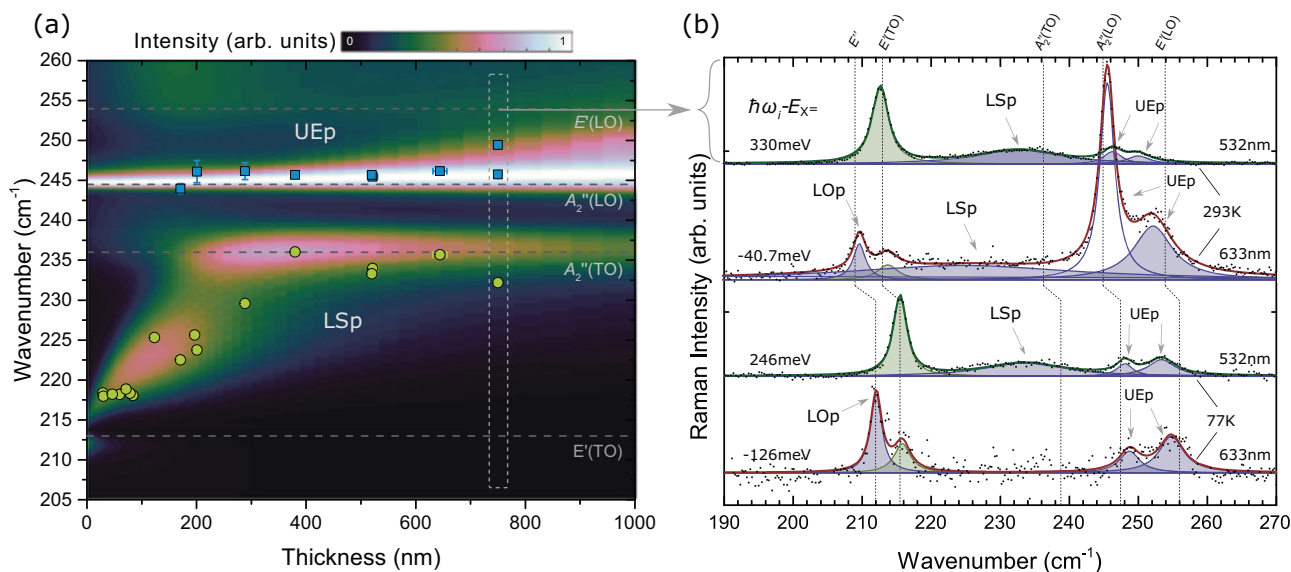 (a)
Intensity (arb. units)
0
1
260
255
250
245
240
235
230
225
220
215
210
205
Wavenumber (cm⁻¹)
UEp
E'(LO)
A₂''(LO)
A₂''(TO)
LSp
E'(TO)
0
200
400
600
800
1000
Thickness (nm)
(b)
E''
E'(TO)
A₂''(TO)
A₂''(LO)
E'(LO)
ħωᵢ-Eₓ=
LSp
UEp
330meV
532nm
LOp
LSp
UEp
293K
-40.7meV
633nm
LSp
UEp
246meV
532nm
LOp
UEp
77K
-126meV
633nm
Raman Intensity (arb. units)
190
200
210
220
230
240
250
260
270
Wavenumber (cm⁻¹)